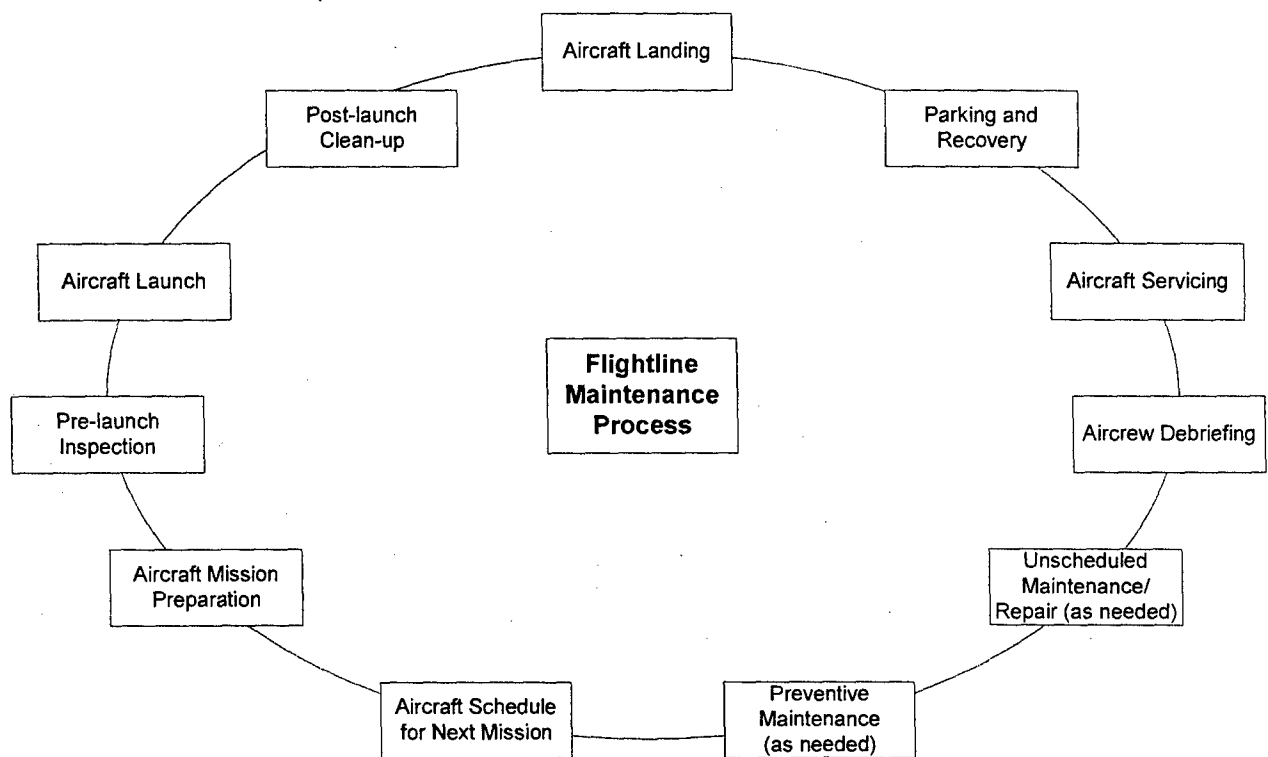 Aircraft Landing
Parking and
Recovery
Aircraft Servicing
Aircrew Debriefing
Unscheduled
Maintenance/
Repair (as needed)
Preventive
Maintenance
(as needed)
Aircraft Schedule
for Next Mission
Aircraft Mission
Preparation
Pre-launch
Inspection
Aircraft Launch
Post-launch
Clean-up
Flightline
Maintenance
Process